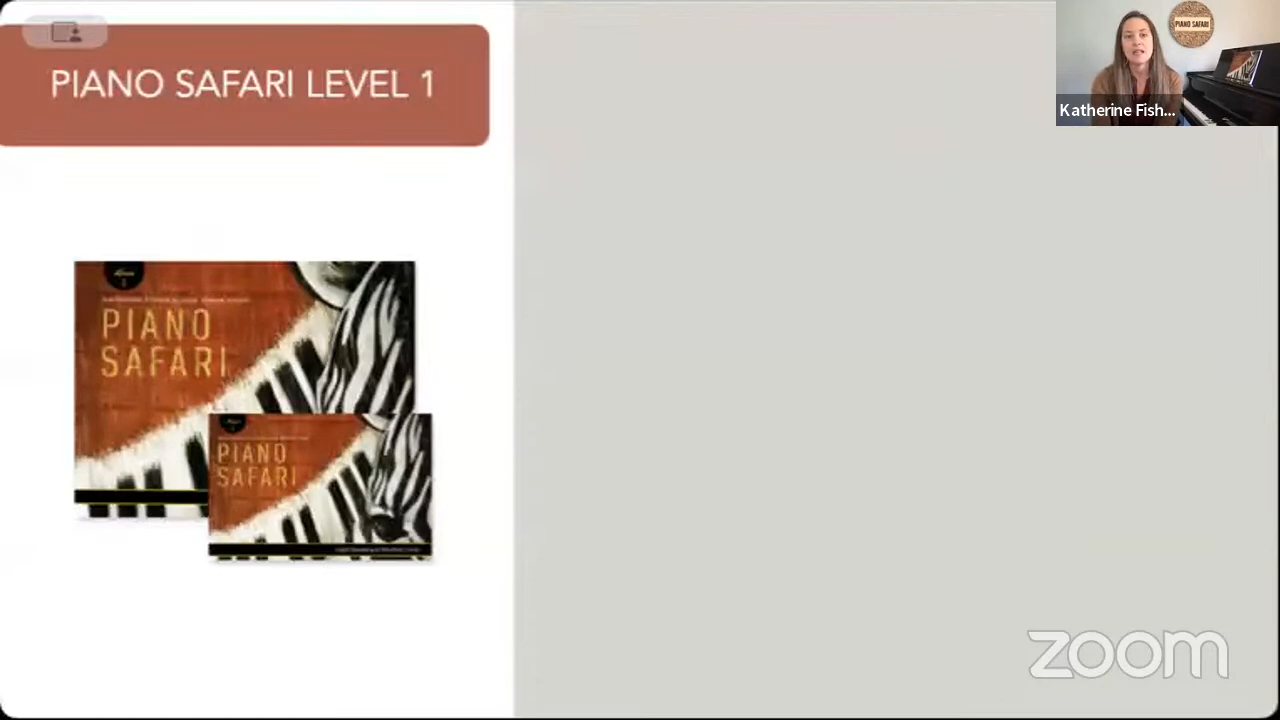 PIANO SAFARI LEVEL 1
PIANO SAFARI
Katherine Fish...
PIANO
SAFARI
PIANO
SAFARI
zoom